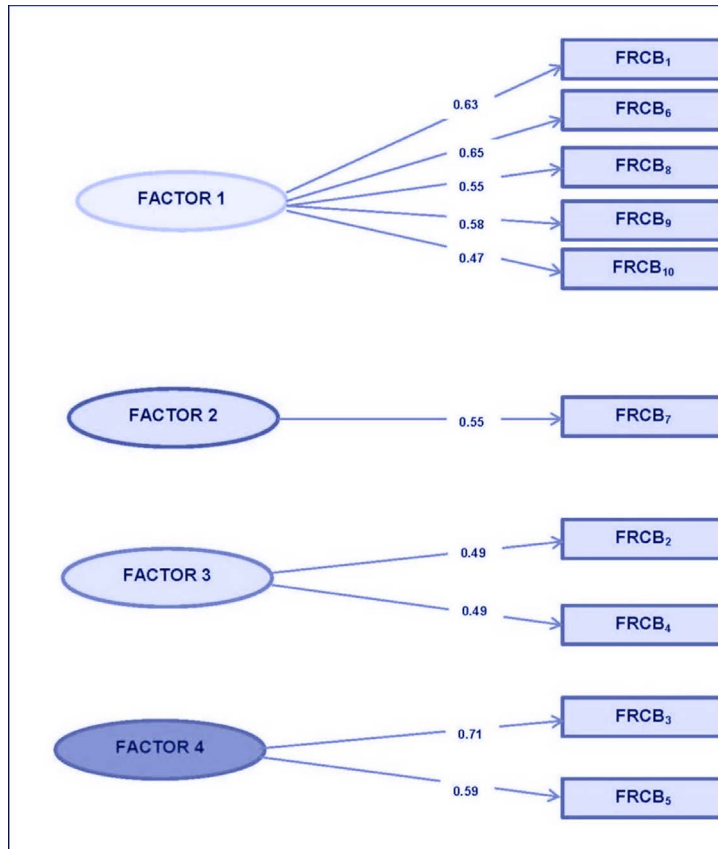 FRCB₁
0.63
FRCB₆
0.65
FRCB₈
0.55
FACTOR 1
FRCB₉
0.58
FRCB₁₀
0.47
FACTOR 2
0.55
FRCB₇
FRCB₂
0.49
FACTOR 3
0.49
FRCB₄
FRCB₃
0.71
FACTOR 4
0.59
FRCB₅